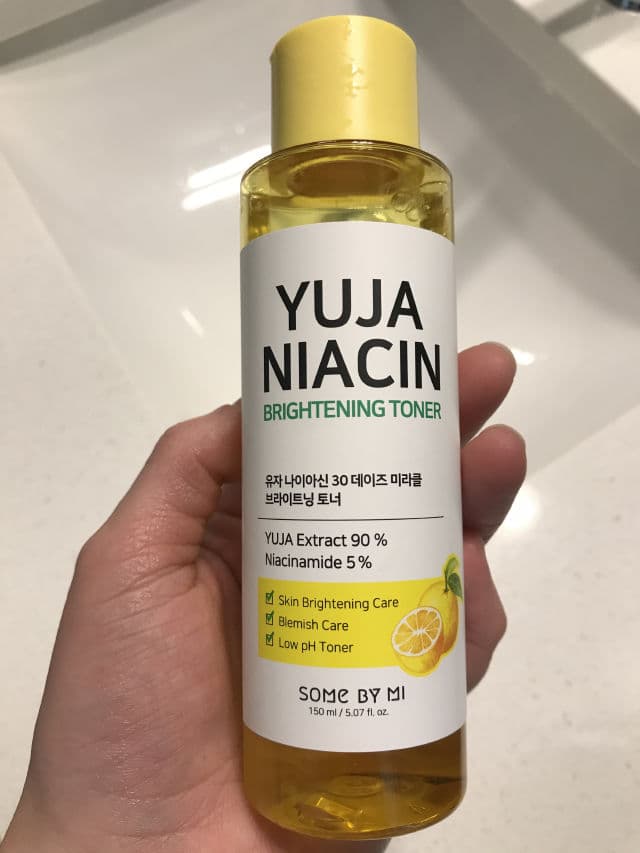 YUJA
NIACIN
BRIGHTENING TONER
유자 나이아신 30 데이즈 미라클
브라이트닝 토너
YUJA Extract 90 %
Niacinamide 5 %
Skin Brightening Care
Blemish Care
Low pH Toner
SOME BY MI
150 ml / 5.07 fl. oz.